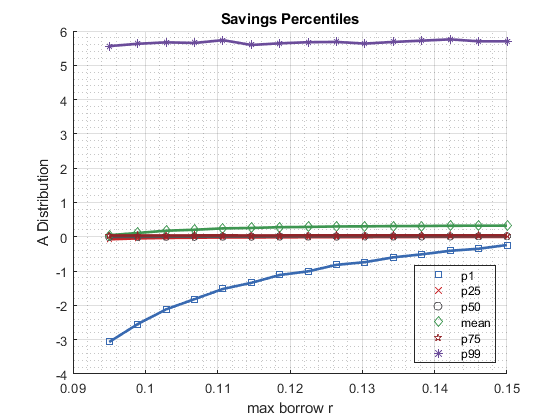 Savings Percentiles
A Distribution
6
5
4
3
2
1
0
-1
-2
-3
-4
0.09 0.1 0.11 0.12 0.13 0.14 0.15
max borrow r
p1
p25
p50
mean
p75
p99